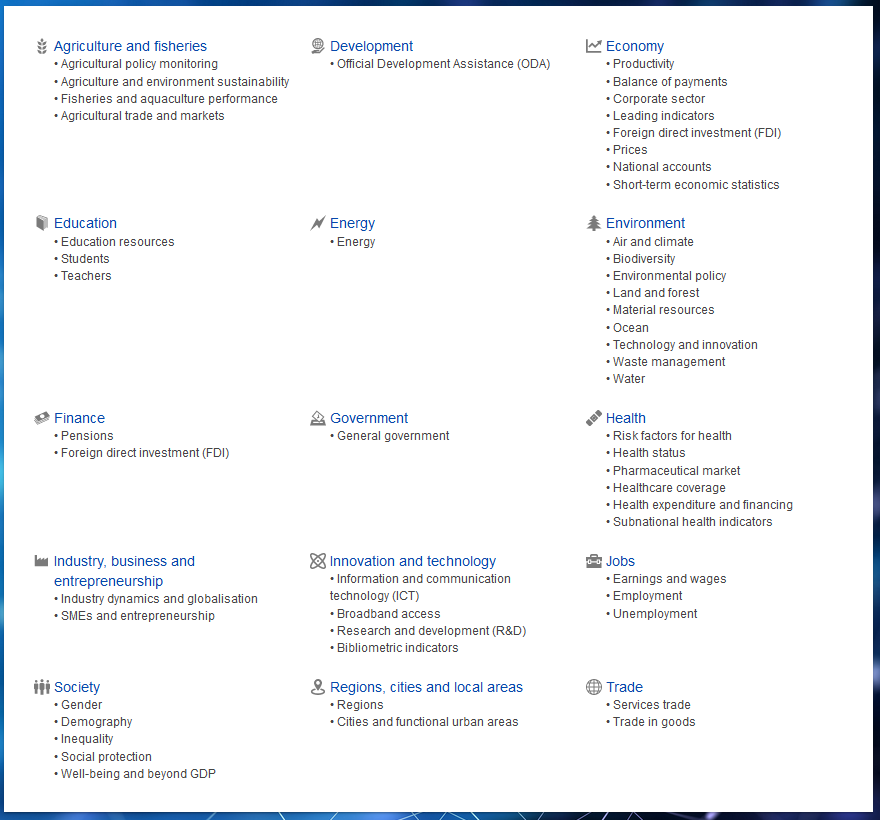 Agriculture and fisheries
• Agricultural policy monitoring
• Agriculture and environment sustainability
• Fisheries and aquaculture performance
• Agricultural trade and markets
Development
• Official Development Assistance (ODA)
Economy
• Productivity
• Balance of payments
• Corporate sector
• Leading indicators
• Foreign direct investment (FDI)
• Prices
• National accounts
• Short-term economic statistics
Education
• Education resources
• Students
• Teachers
Energy
• Energy
Environment
• Air and climate
• Biodiversity
• Environmental policy
• Land and forest
• Material resources
• Ocean
• Technology and innovation
• Waste management
• Water
Finance
• Pensions
• Foreign direct investment (FDI)
Government
• General government
Health
• Risk factors for health
• Health status
• Pharmaceutical market
• Healthcare coverage
• Health expenditure and financing
• Subnational health indicators
Industry, business and
entrepreneurship
• Industry dynamics and globalisation
• SMEs and entrepreneurship
Innovation and technology
• Information and communication
technology (ICT)
• Broadband access
• Research and development (R&D)
• Bibliometric indicators
Jobs
• Earnings and wages
• Employment
• Unemployment
Society
• Gender
• Demography
• Inequality
• Social protection
• Well-being and beyond GDP
Regions, cities and local areas
• Regions
• Cities and functional urban areas
Trade
• Services trade
• Trade in goods